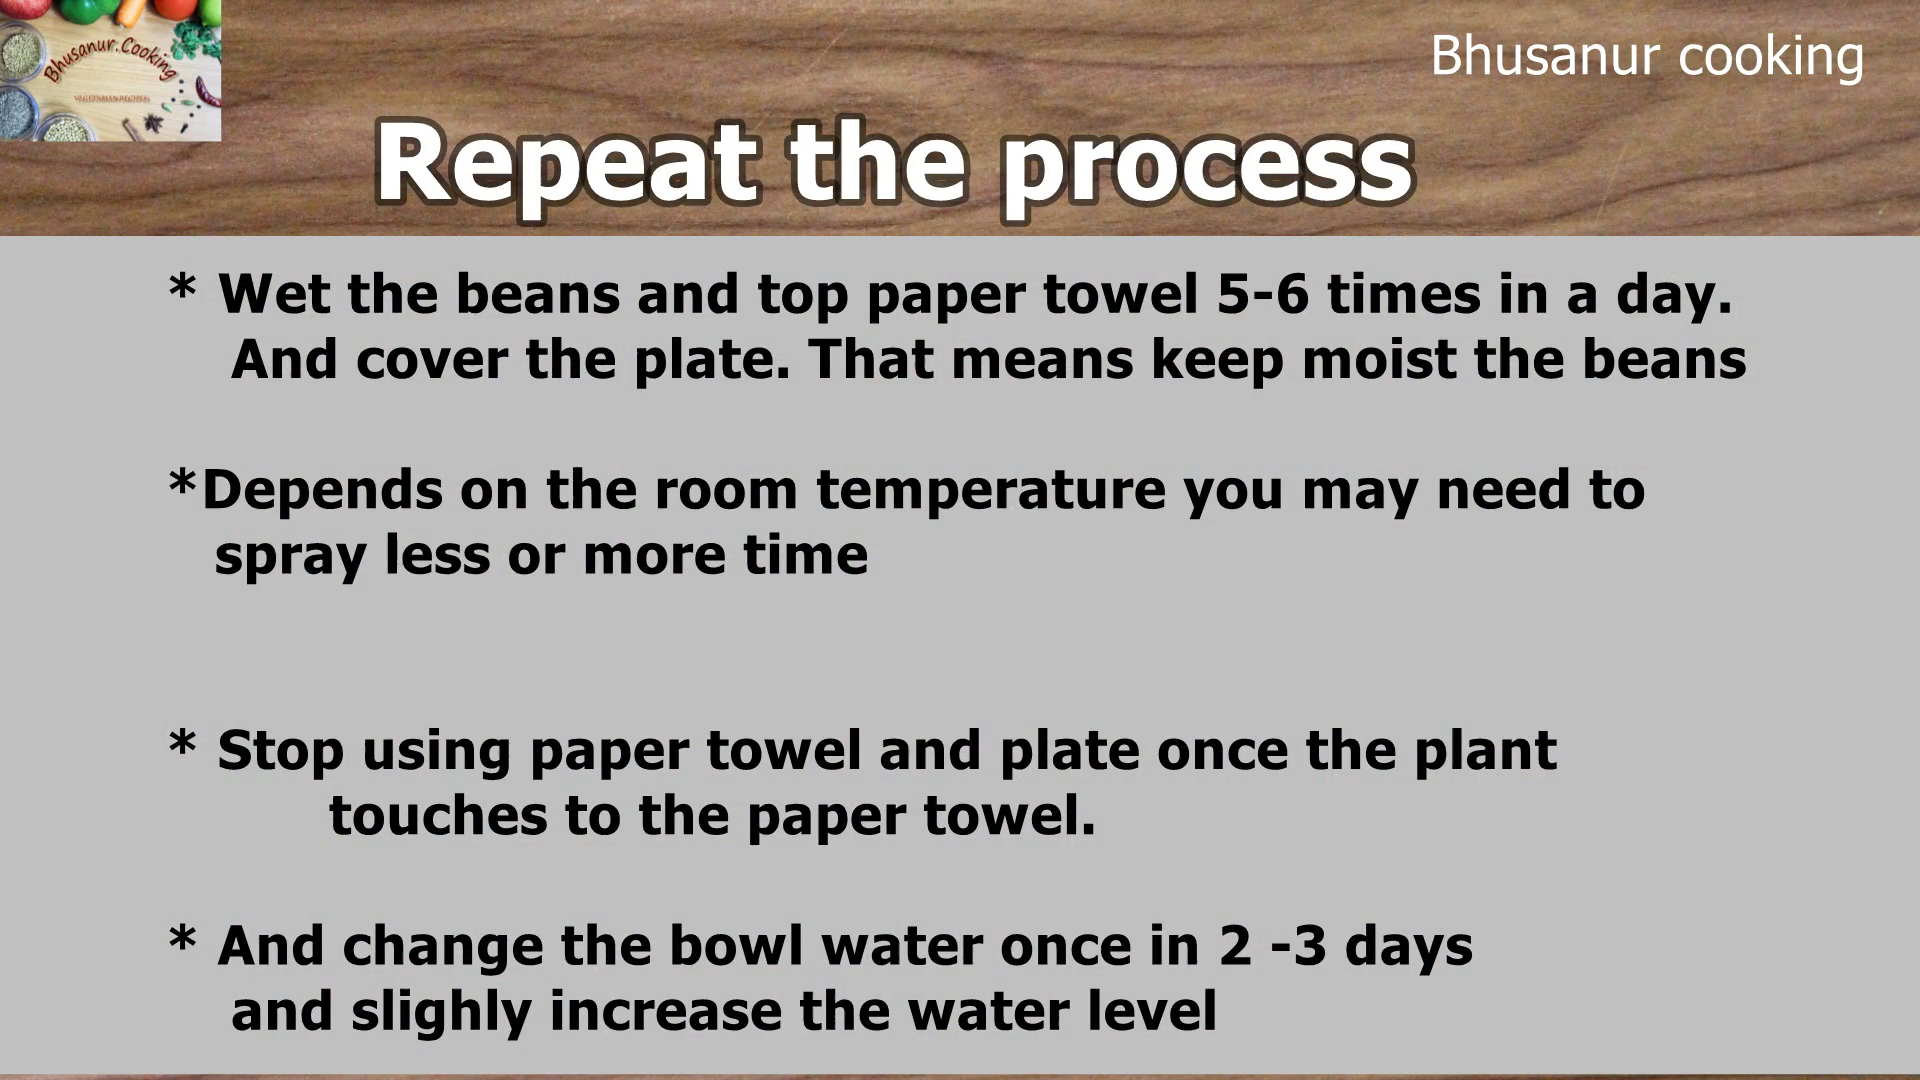 Bhusanur.Cooking
VEGETARIAN RECIPES
Bhusanur cooking
Repeat the process
* Wet the beans and top paper towel 5-6 times in a day.
And cover the plate. That means keep moist the beans
*Depends on the room temperature you may need to
spray less or more time
* Stop using paper towel and plate once the plant
touches to the paper towel.
* And change the bowl water once in 2 -3 days
and slighly increase the water level